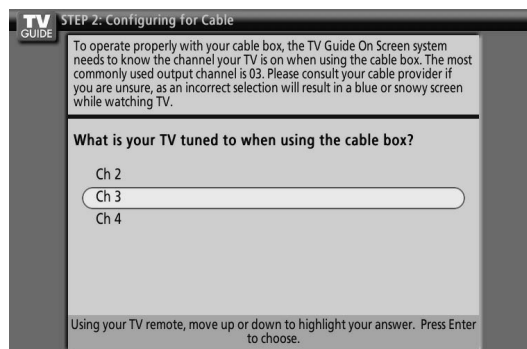 TV
GUIDE
STEP 2: Configuring for Cable
To operate properly with your cable box, the TV Guide On Screen system
needs to know the channel your TV is on when using the cable box. The most
commonly used output channel is 03. Please consult your cable provider if
you are unsure, as an incorrect selection will result in a blue or snowy screen
while watching TV.
What is your TV tuned to when using the cable box?
Ch 2
Ch 3
Ch 4
Using your TV remote, move up or down to highlight your answer. Press Enter
to choose.